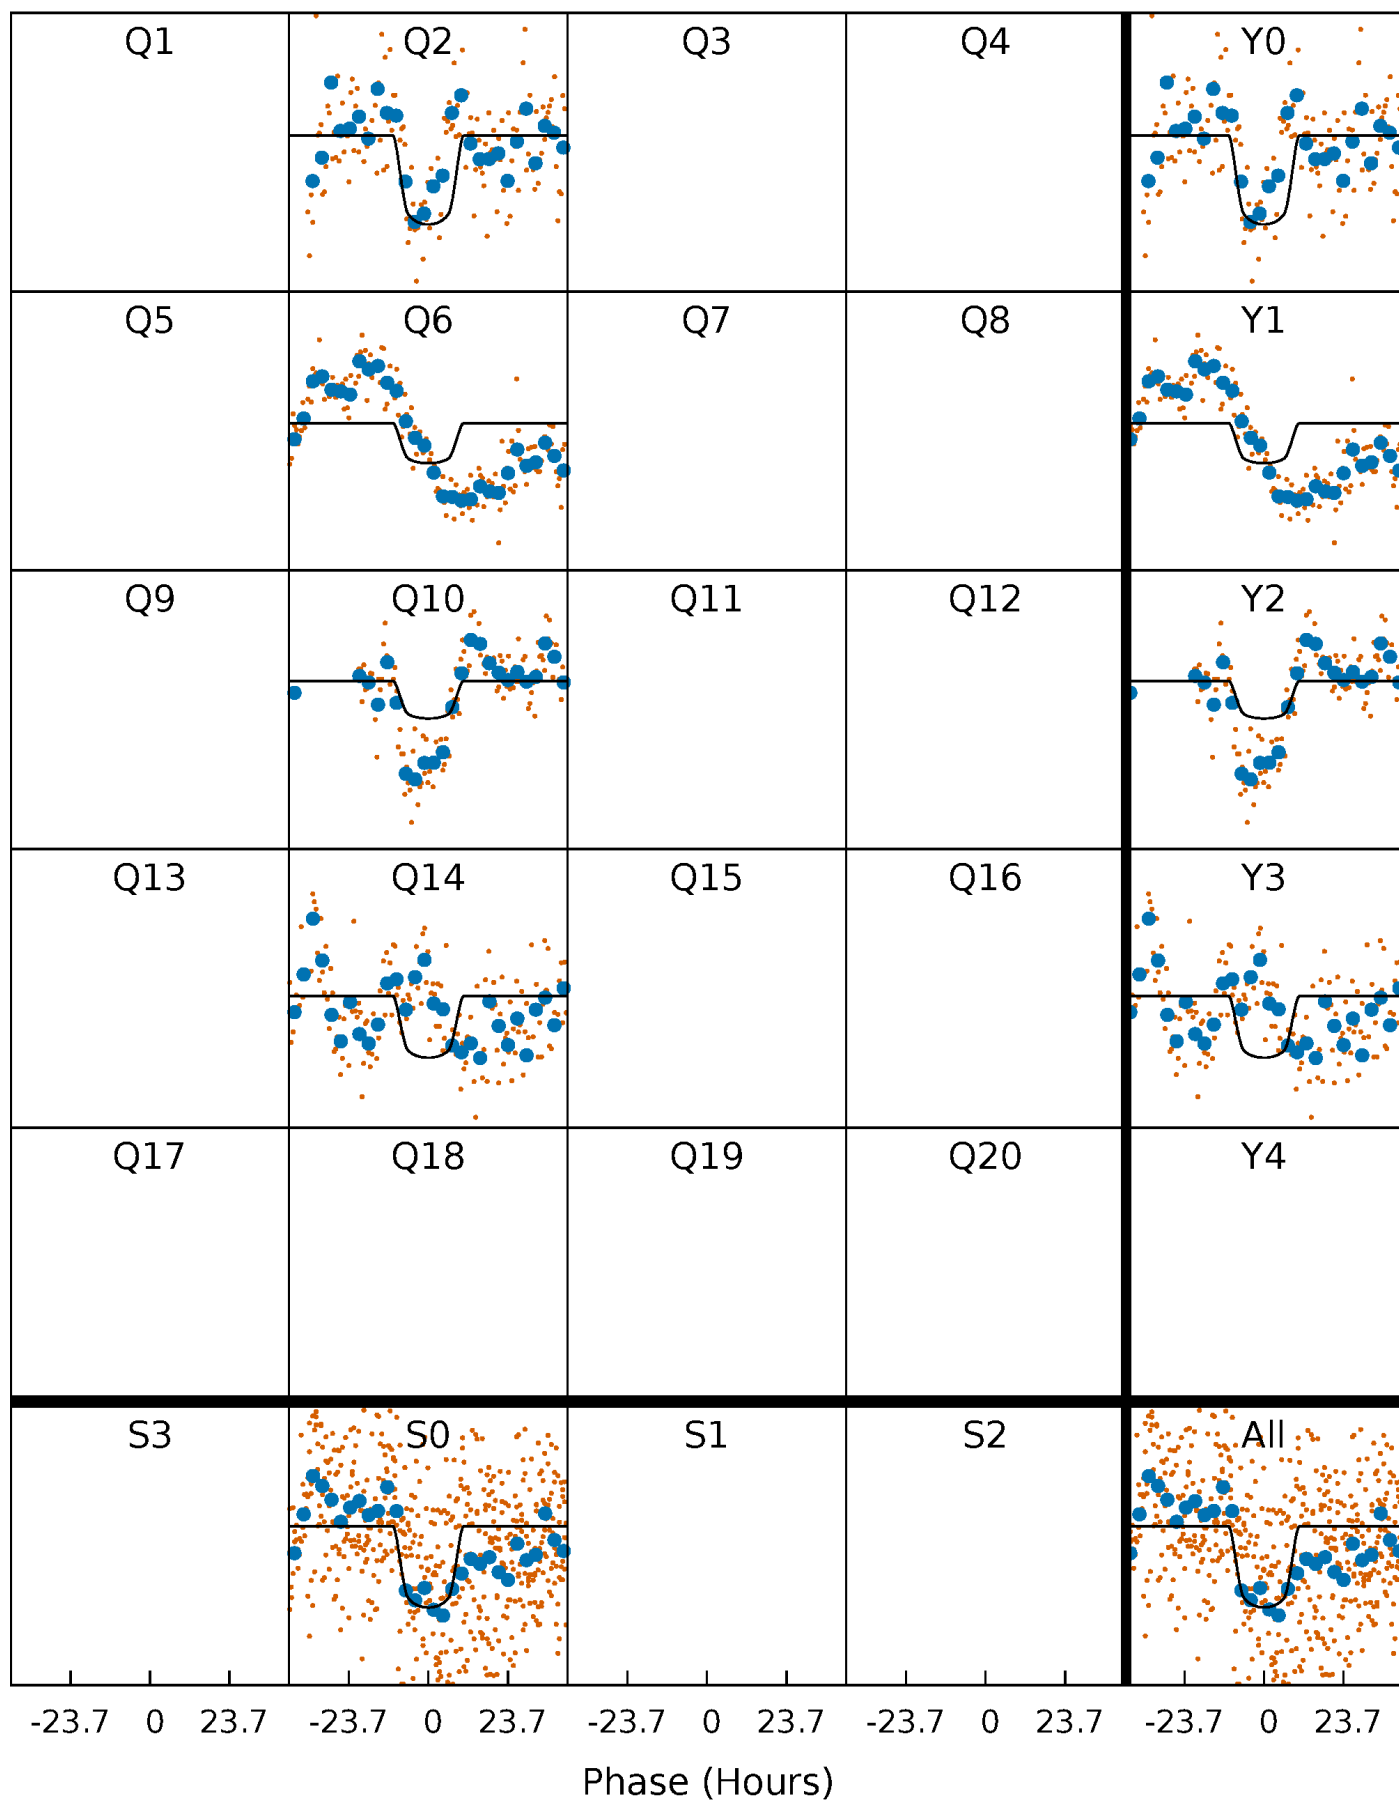 Q1 Q2 Q3 Q4 Y0
Q5 Q6 Q7 Q8 Y1
Q9 Q10 Q11 Q12 Y2
Q13 Q14 Q15 Q16 Y3
Q17 Q18 Q19 Q20 Y4
S3 S0 S1 S2 All
-23.7 0 23.7 -23.7 0 23.7 -23.7 0 23.7 -23.7 0 23.7 -23.7 0 23.7
Phase (Hours)